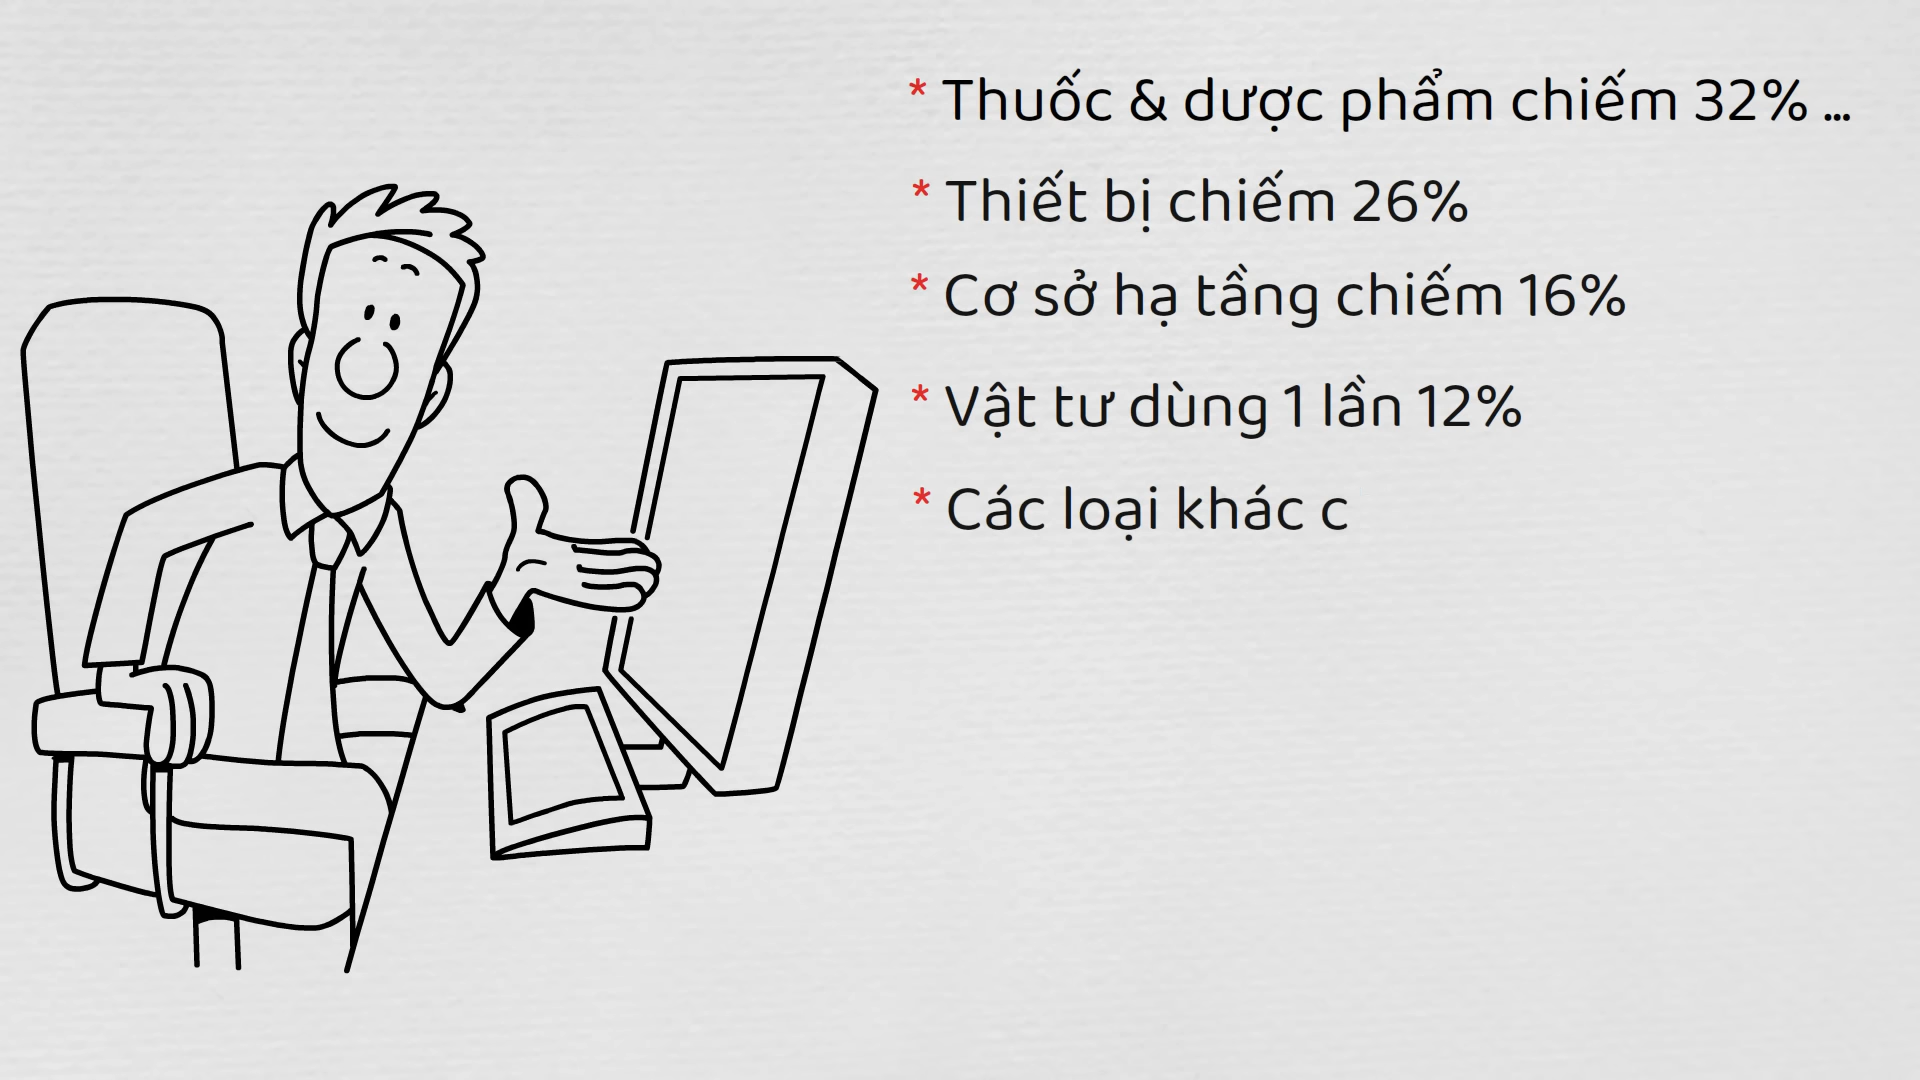 * Thuốc & dược phẩm chiếm 32% ...
* Thiết bị chiếm 26%
* Cơ sở hạ tầng chiếm 16%
* Vật tư dùng 1 lần 12%
* Các loại khác c